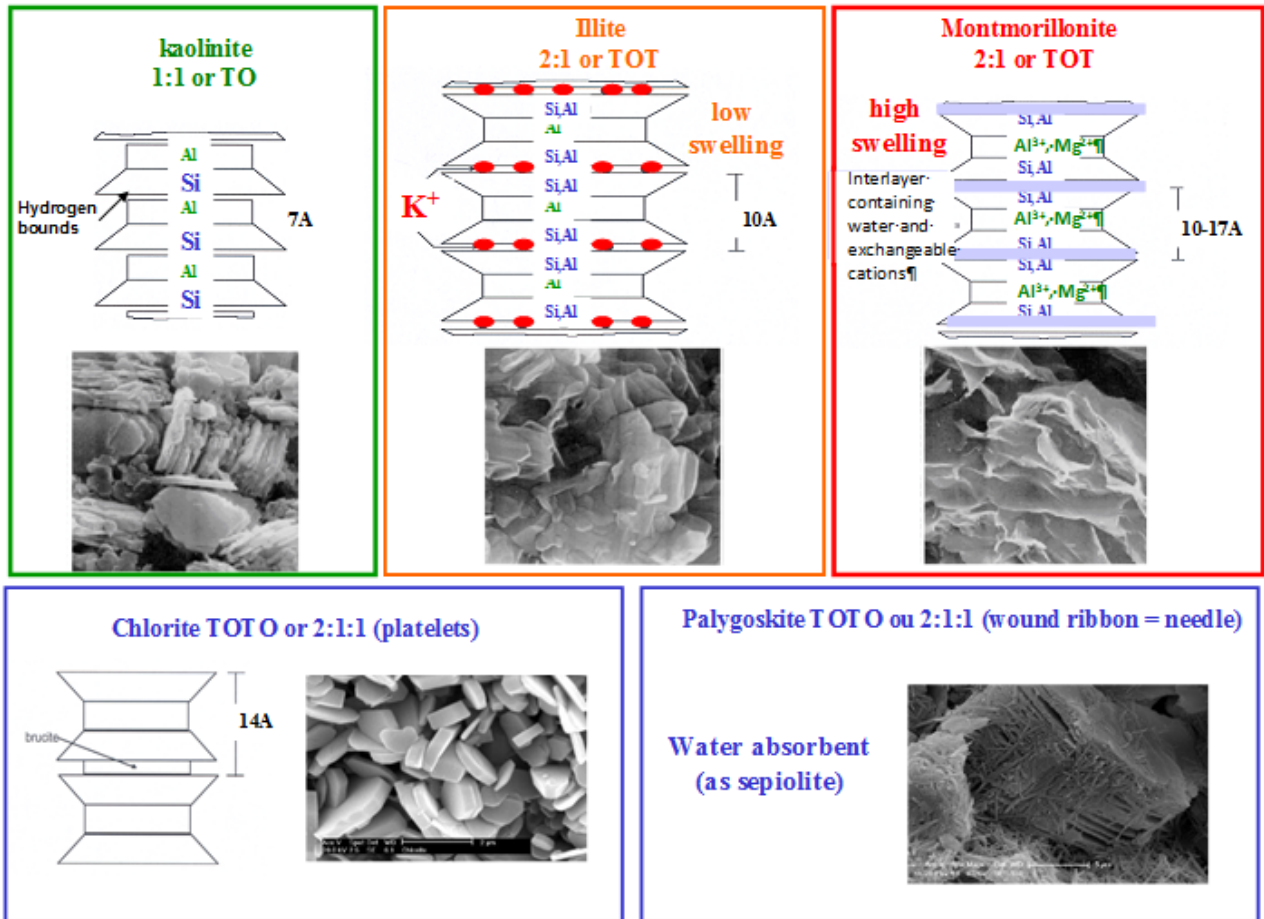 kaolinite
1:1 or TO
Al
Si
Al
Si
Al
Si
Hydrogen
bounds
7A
Illite
2:1 or TOT
low
swelling
Si,Al
Al
Si,Al
K+
Si,Al
Al
Si,Al
10A
Si,Al
Al
Si,Al
Montmorillonite
2:1 or TOT
high
swelling
Si,Al
Al³⁺,·Mg²⁺¶
Si,Al
Interlayer·
containing·
water·and·
exchangeable·
cations¶
Si,Al
Al³⁺,·Mg²⁺¶
Si,Al
10-17A
Si,Al
Al³⁺,·Mg²⁺¶
Si,Al
Chlorite TOTO or 2:1:1 (platelets)
14A
brucite
Chlorite
Palygoskite TOTO ou 2:1:1 (wound ribbon = needle)
Water absorbent
(as sepiolite)